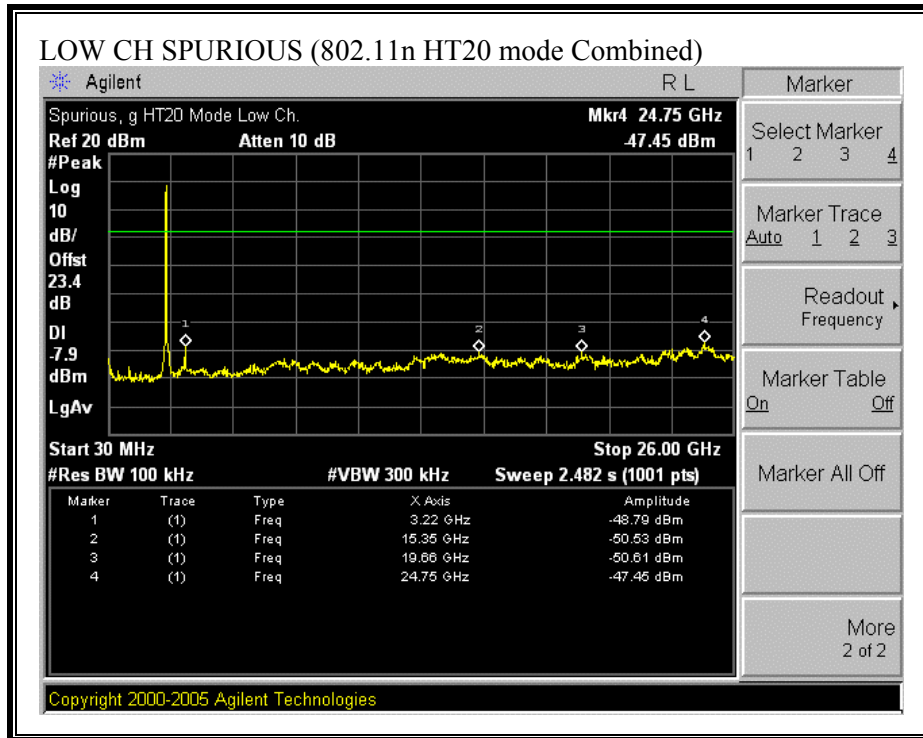 LOW CH SPURIOUS (802.11n HT20 mode Combined)
Agilent R L Marker
Spurious, g HT20 Mode Low Ch. Mkr4 24.75 GHz
Ref 20 dBm Atten 10 dB -47.45 dBm
#Peak
Log
10
dB/
Offst
23.4
dB
DI
-7.9
dBm
LgAv
1
2
3
4
Start 30 MHz Stop 26.00 GHz
#Res BW 100 kHz #VBW 300 kHz Sweep 2.482 s (1001 pts)
Marker Trace Type X Axis Amplitude
1 (1) Freq 3.22 GHz -48.79 dBm
2 (1) Freq 15.35 GHz -50.53 dBm
3 (1) Freq 19.66 GHz -50.61 dBm
4 (1) Freq 24.75 GHz -47.45 dBm
Select Marker
1 2 3 4
Marker Trace
Auto 1 2 3
Readout
Frequency
Marker Table
On Off
Marker All Off
More
2 of 2
Copyright 2000-2005 Agilent Technologies